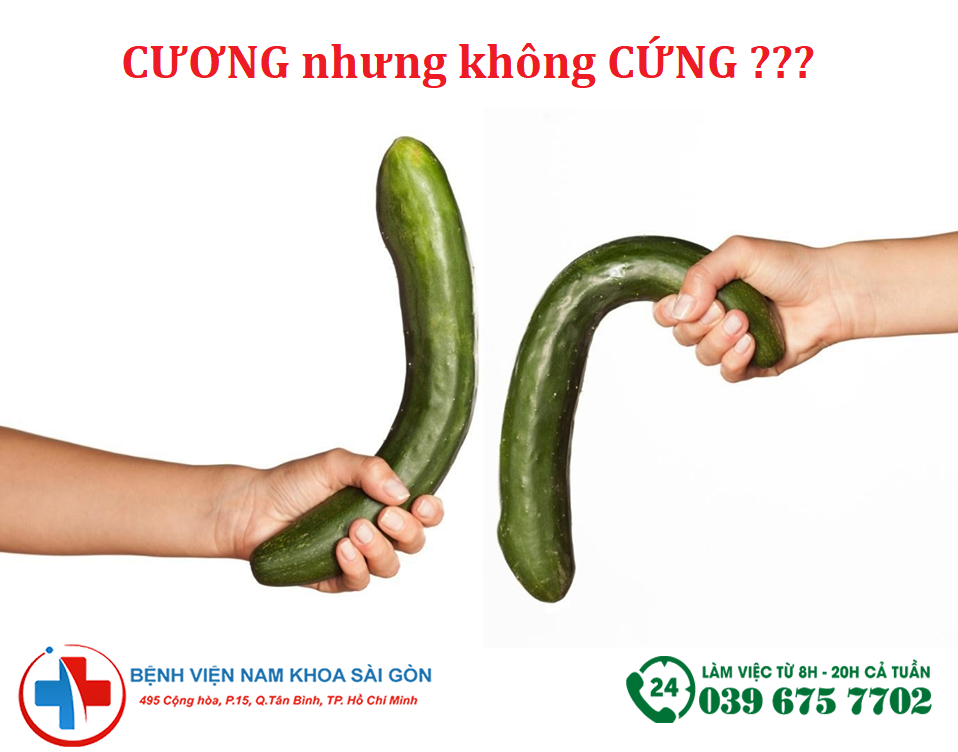 CƯƠNG nhưng không CỨNG ???
BỆNH VIỆN NAM KHOA SÀI GÒN
495 Cộng hòa, P.15, Q.Tân Bình, TP. Hồ Chí Minh
24
LÀM VIỆC TỪ 8H - 20H CẢ TUẦN
039 675 7702